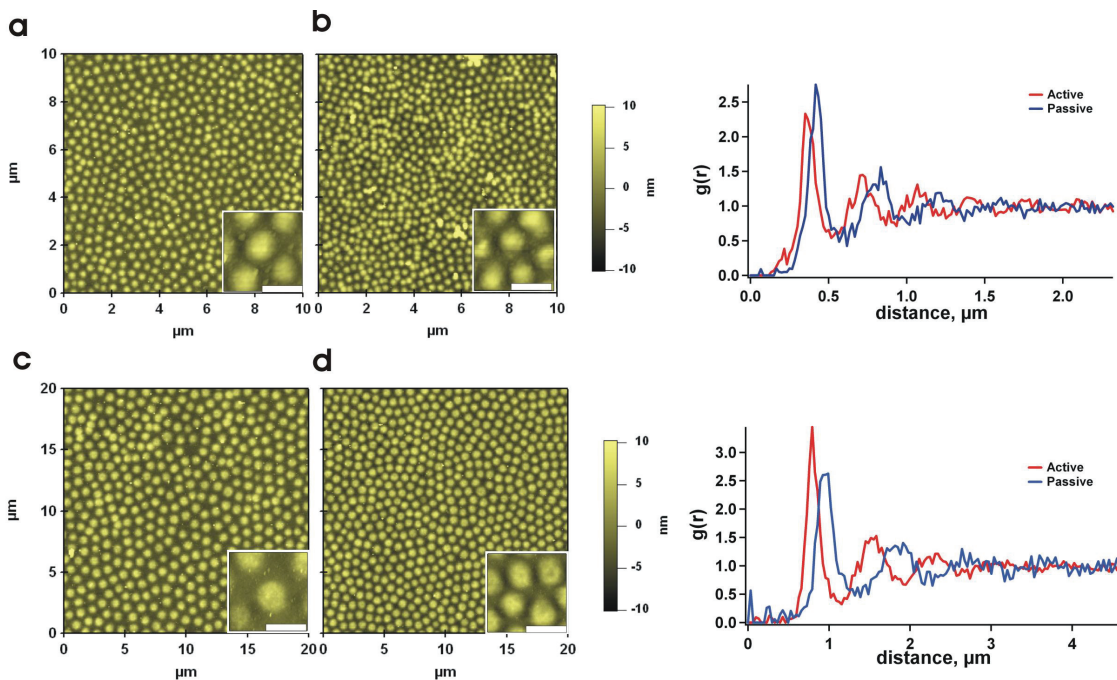 a
b
10
8
6
4
2
0
µm
0 2 4 6 8 10
µm
0 2 4 6 8 10
µm
10
5
0
-5
-10
nm
2.5
2.0
1.5
1.0
0.5
0.0
g(r)
Active
Passive
0.0 0.5 1.0 1.5 2.0
distance, µm
c
d
20
15
10
5
0
µm
0 5 10 15 20
µm
0 5 10 15 20
µm
10
5
0
-5
-10
nm
3.0
2.5
2.0
1.5
1.0
0.5
0.0
g(r)
Active
Passive
0 1 2 3 4
distance, µm